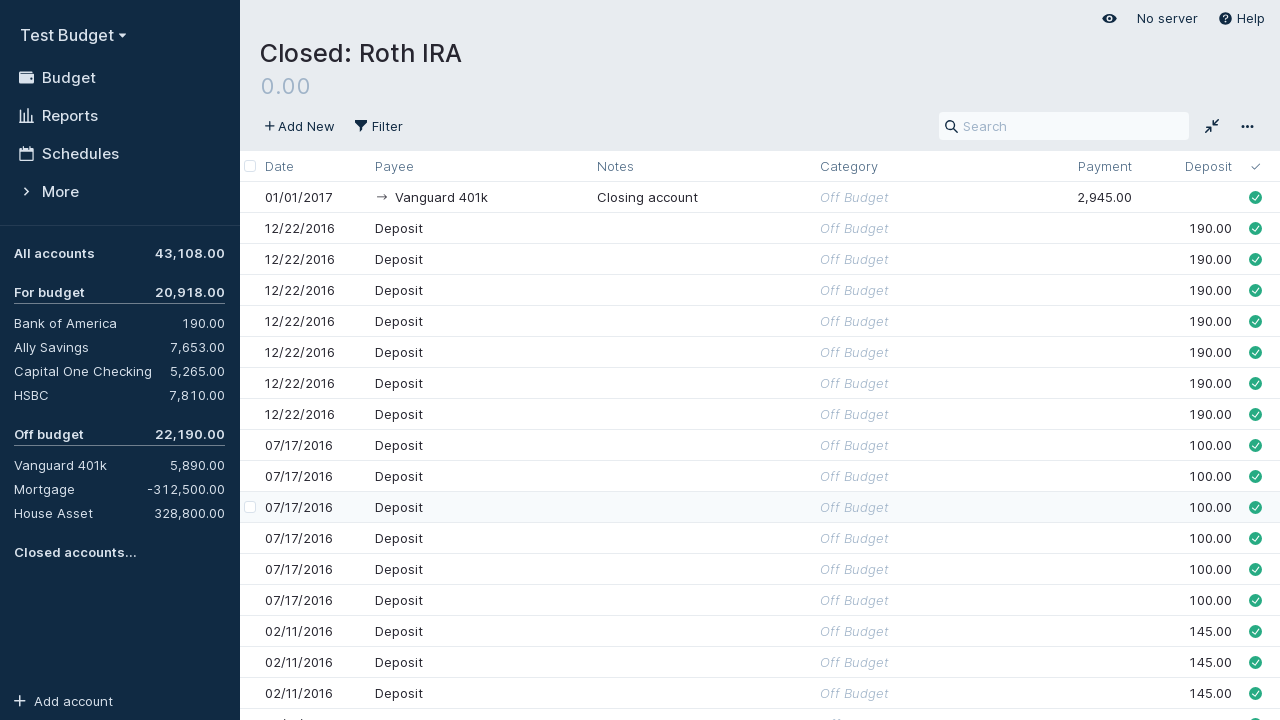 Test Budget
Budget
Reports
Schedules
More
All accounts 43,108.00
For budget 20,918.00
Bank of America 190.00
Ally Savings 7,653.00
Capital One Checking 5,265.00
HSBC 7,810.00
Off budget 22,190.00
Vanguard 401k 5,890.00
Mortgage -312,500.00
House Asset 328,800.00
Closed accounts...
Add account
No server Help
Closed: Roth IRA
0.00
Add New Filter Search
Date Payee Notes Category Payment Deposit
01/01/2017 → Vanguard 401k Closing account Off Budget 2,945.00
12/22/2016 Deposit Off Budget 190.00
12/22/2016 Deposit Off Budget 190.00
12/22/2016 Deposit Off Budget 190.00
12/22/2016 Deposit Off Budget 190.00
12/22/2016 Deposit Off Budget 190.00
12/22/2016 Deposit Off Budget 190.00
12/22/2016 Deposit Off Budget 190.00
07/17/2016 Deposit Off Budget 100.00
07/17/2016 Deposit Off Budget 100.00
07/17/2016 Deposit Off Budget 100.00
07/17/2016 Deposit Off Budget 100.00
07/17/2016 Deposit Off Budget 100.00
07/17/2016 Deposit Off Budget 100.00
02/11/2016 Deposit Off Budget 145.00
02/11/2016 Deposit Off Budget 145.00
02/11/2016 Deposit Off Budget 145.00